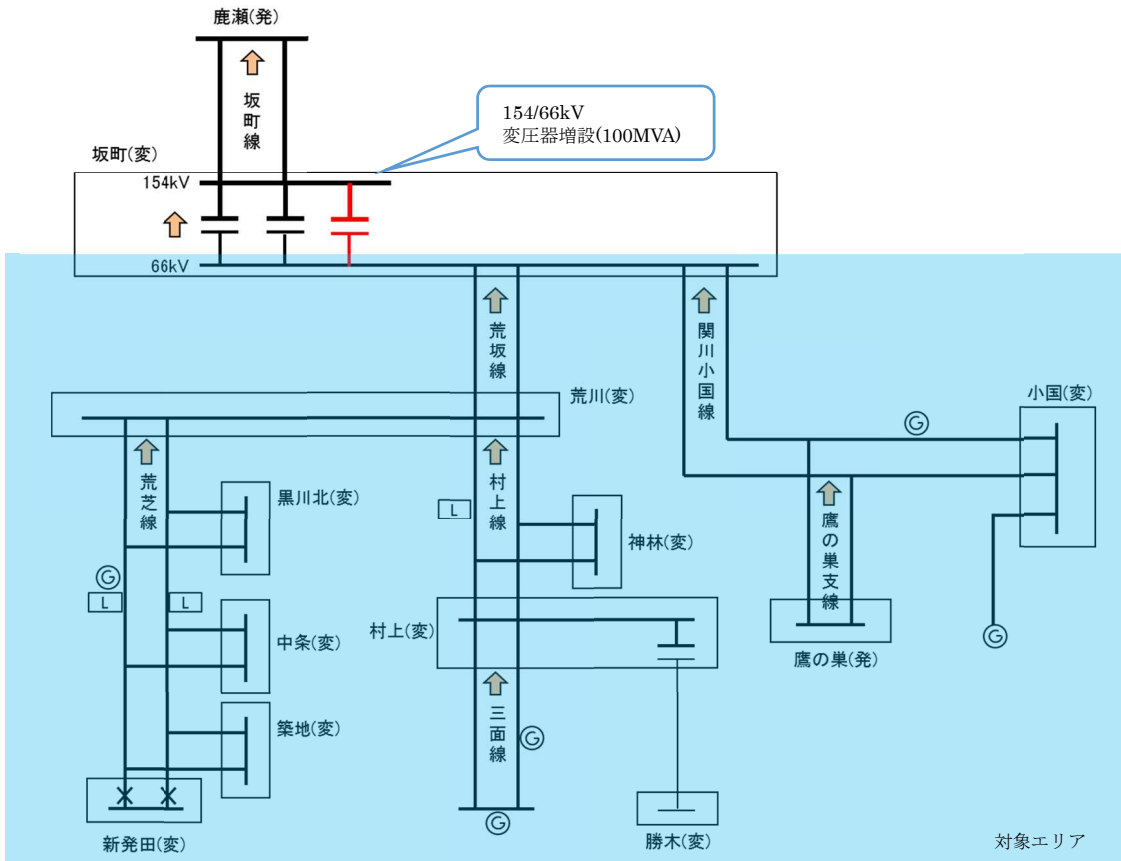 鹿瀬(発)
坂町線
154/66kV
変圧器増設(100MVA)
坂町(変)
154kV
66kV
荒坂線
関川小国線
荒川(変)
小国(変)
G
荒芝線
村上線
黒川北(変)
L
神林(変)
鷹の巣支線
G
L
L
中条(変)
村上(変)
G
鷹の巣(発)
三面線
築地(変)
G
G
新発田(変)
勝木(変)
対象エリア